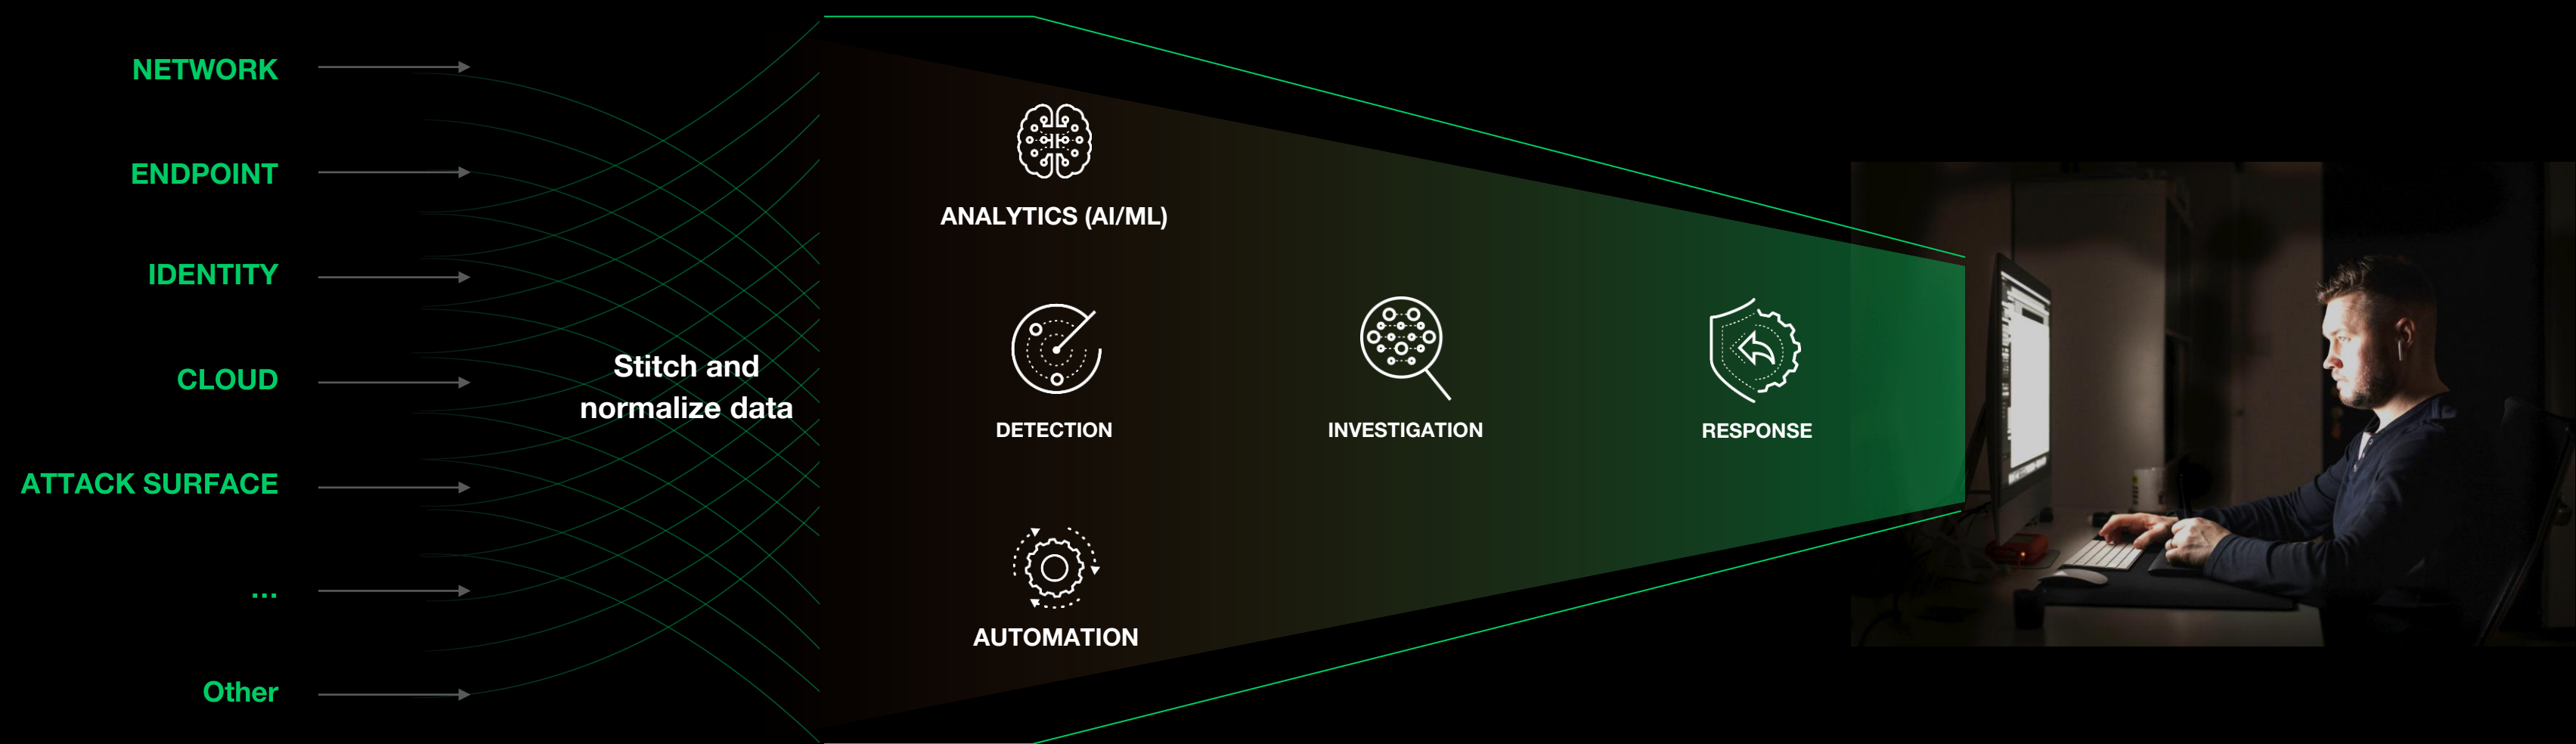 NETWORK
ENDPOINT
IDENTITY
CLOUD
ATTACK SURFACE
...
Other
Stitch and
normalize data
ANALYTICS (AI/ML)
DETECTION
INVESTIGATION
RESPONSE
AUTOMATION